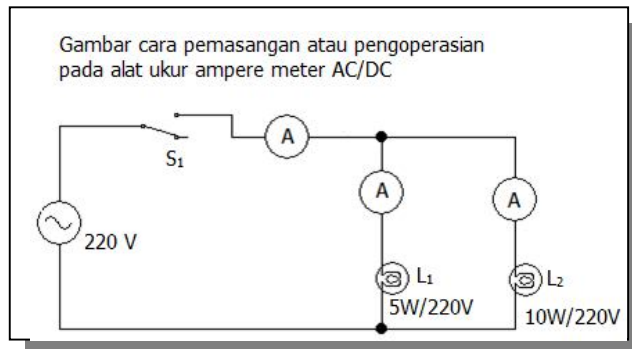 Gambar cara pemasangan atau pengoperasian
pada alat ukur ampere meter AC/DC
A
S1
A
A
220 V
L1
L2
5W/220V
10W/220V